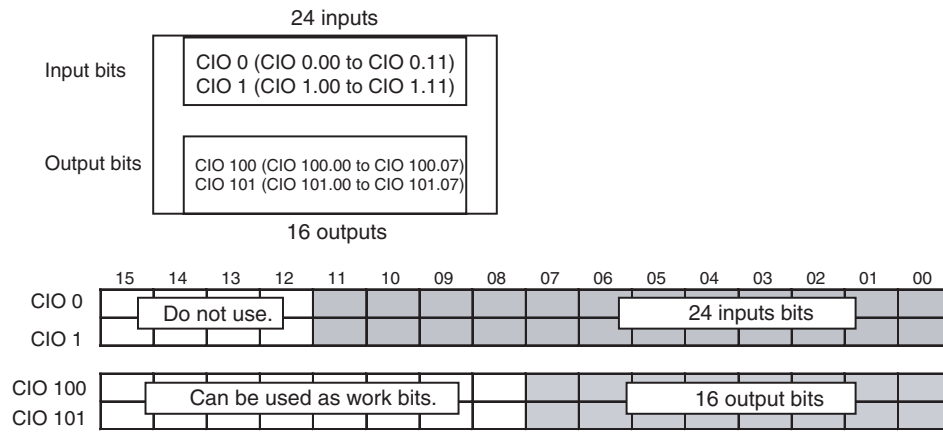 24 inputs
Input bits
CIO 0 (CIO 0.00 to CIO 0.11)
CIO 1 (CIO 1.00 to CIO 1.11)
Output bits
CIO 100 (CIO 100.00 to CIO 100.07)
CIO 101 (CIO 101.00 to CIO 101.07)
16 outputs
15 14 13 12 11 10 09 08 07 06 05 04 03 02 01 00
CIO 0
Do not use.
24 inputs bits
CIO 1
CIO 100
Can be used as work bits.
16 output bits
CIO 101